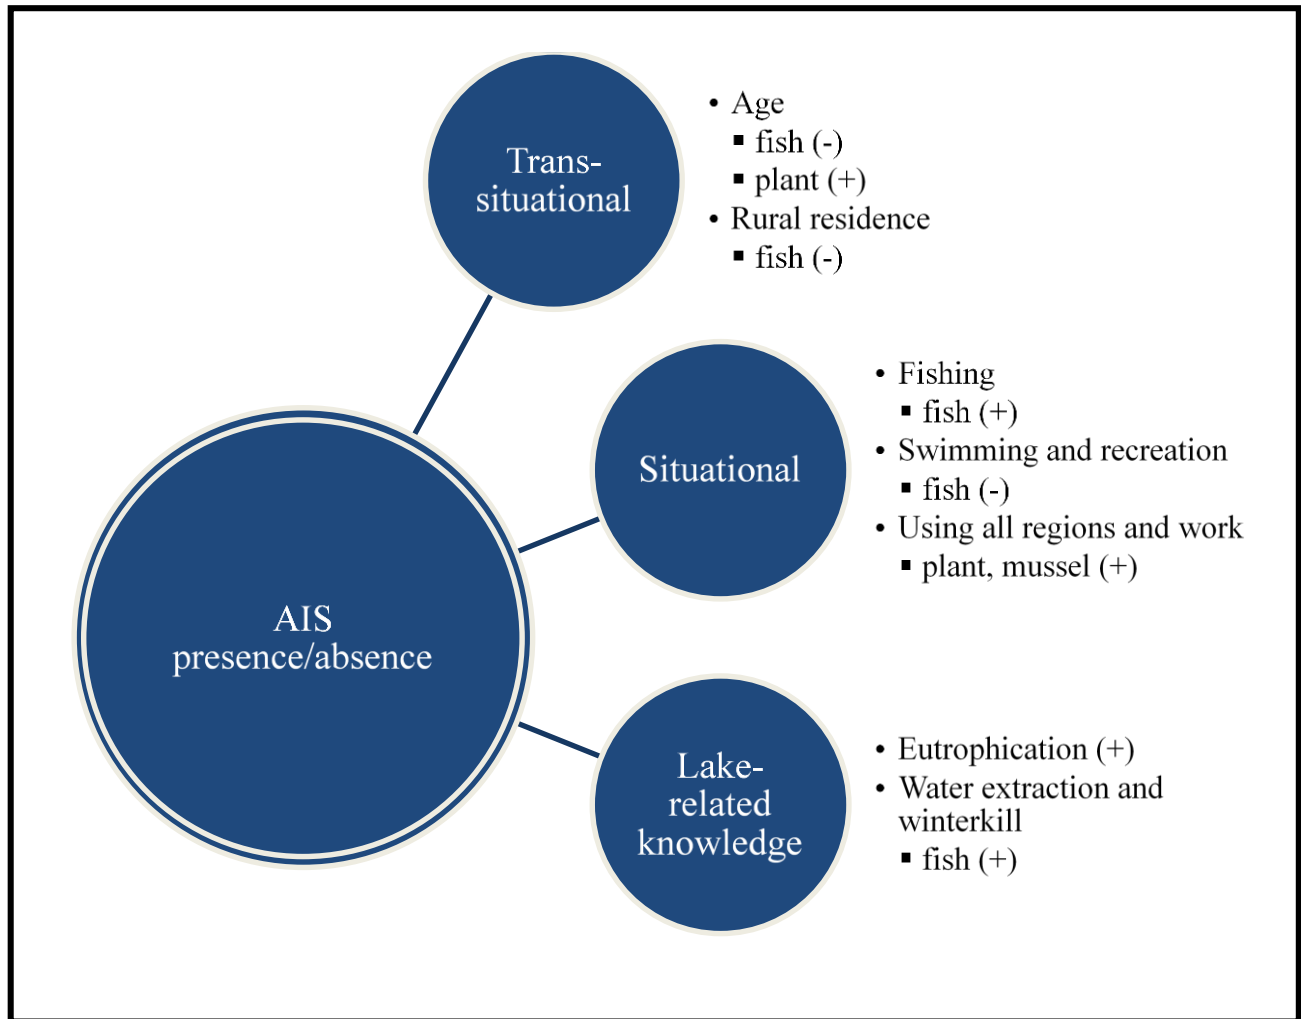 Trans-
situational
• Age
▪ fish (-)
▪ plant (+)
• Rural residence
▪ fish (-)
Situational
• Fishing
▪ fish (+)
• Swimming and recreation
▪ fish (-)
• Using all regions and work
▪ plant, mussel (+)
AIS
presence/absence
Lake-
related
knowledge
• Eutrophication (+)
• Water extraction and
winterkill
▪ fish (+)